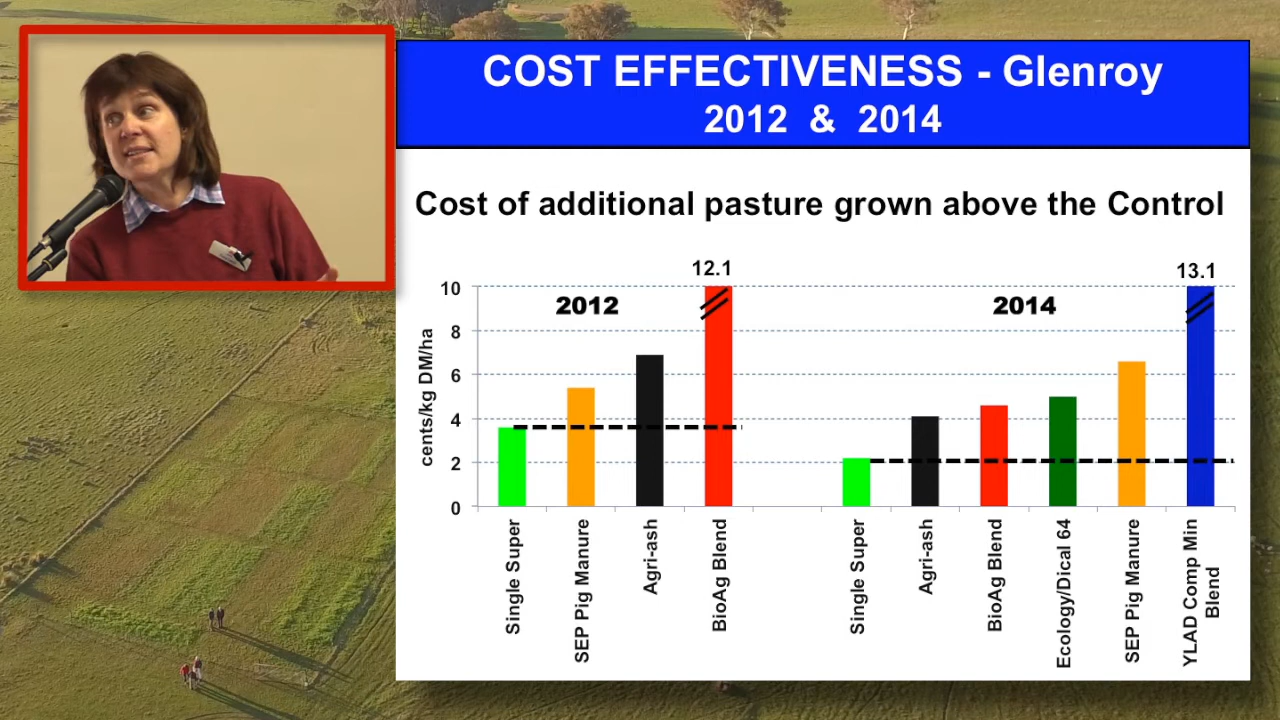 COST EFFECTIVENESS - Glenroy
2012 & 2014
Cost of additional pasture grown above the Control
12.1
13.1
2012
2014
cents/kg DM/ha
10
8
6
4
2
0
Single Super
SEP Pig Manure
Agri-ash
BioAg Blend
Single Super
Agri-ash
BioAg Blend
Ecology/Dical 64
SEP Pig Manure
YLAD Comp Min
Blend